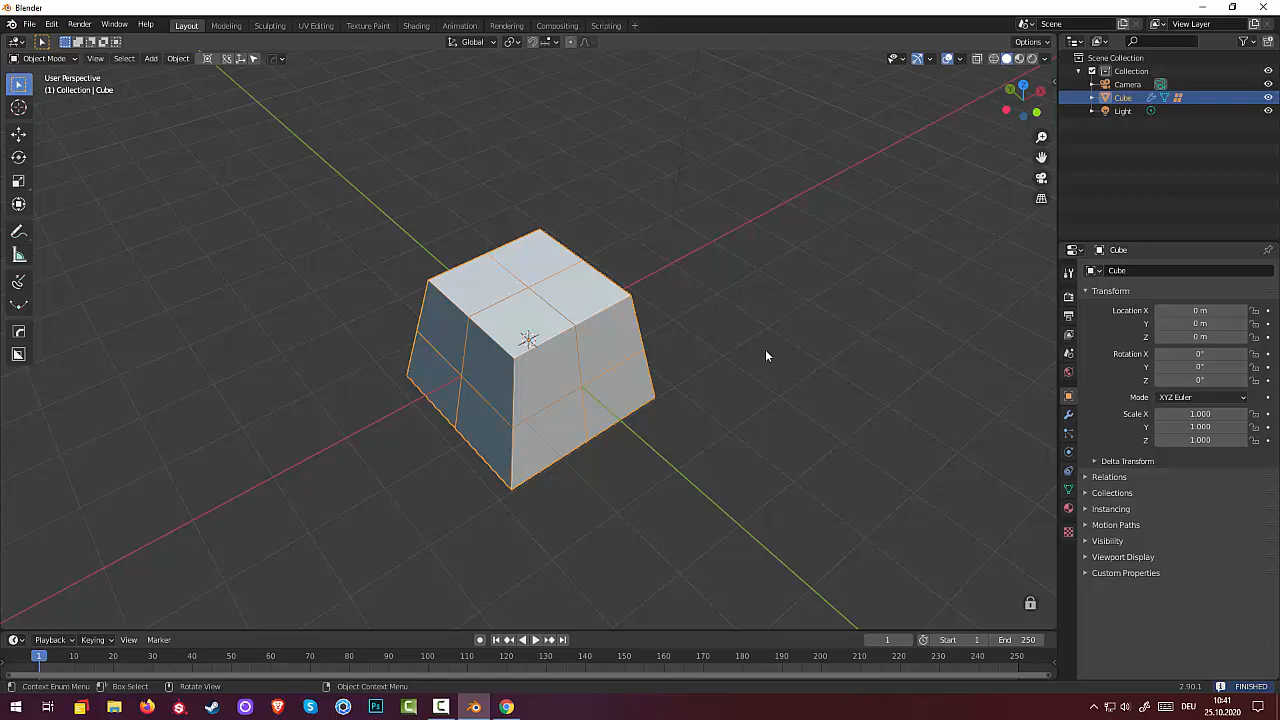 Blender
File Edit Render Window Help Layout Modeling Sculpting UV Editing Texture Paint Shading Animation Rendering Compositing Scripting + Scene View Layer
Global Options
Object Mode View Select Add Object
User Perspective
(1) Collection | Cube
Z
Y
X
Scene Collection
Collection
Camera
Cube
Light
Cube
Cube
Transform
Location X 0 m
Y 0 m
Z 0 m
Rotation X 0°
Y 0°
Z 0°
Mode XYZ Euler
Scale X 1.000
Y 1.000
Z 1.000
Delta Transform
Relations
Collections
Instancing
Motion Paths
Visibility
Viewport Display
Custom Properties
Playback Keying View Marker 1 Start 1 End 250
1 10 20 30 40 50 60 70 80 90 100 110 120 130 140 150 160 170 180 190 200 210 220 230 240 250
Context Enum Menu Box Select Rotate View Object Context Menu 2.90.1 FINISHED
Ps DEU 10:41
25.10.2020